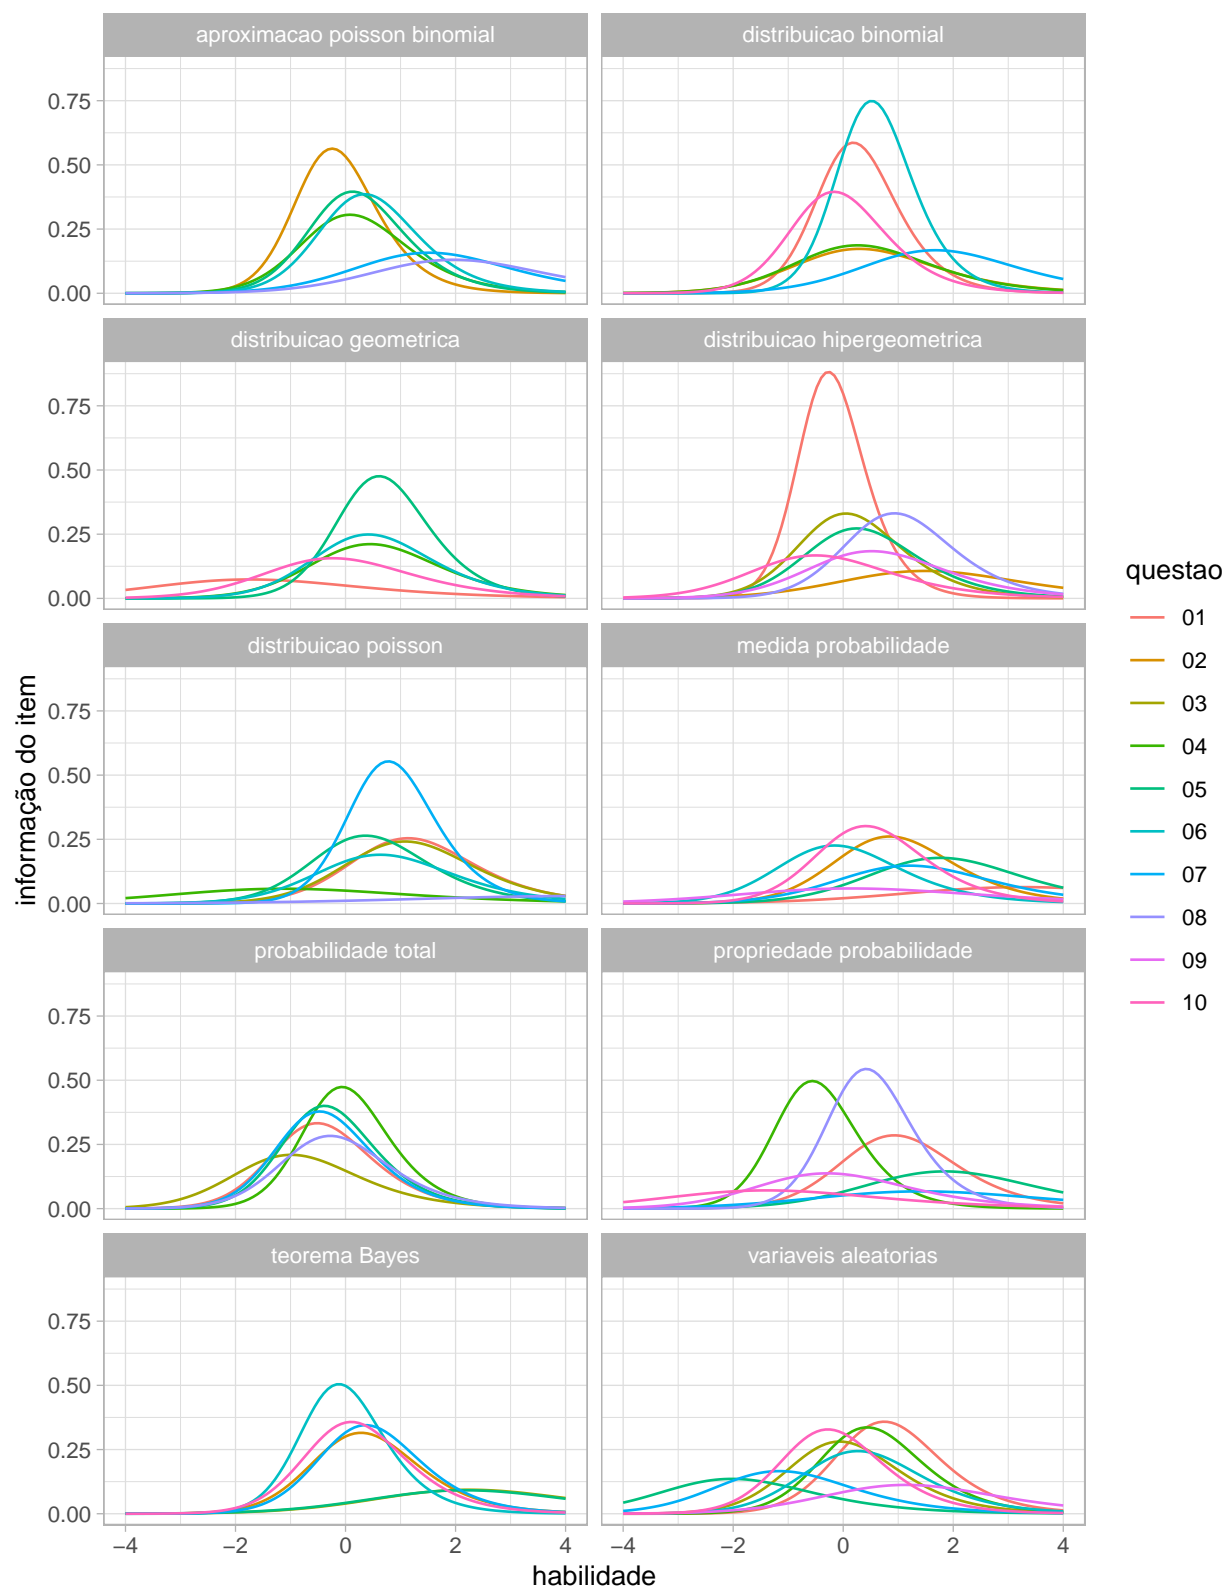 aproximacao poisson binomial
distribuicao binomial
0.75
0.50
0.25
0.00
distribuicao geometrica
distribuicao hipergeometrica
0.75
0.50
0.25
0.00
distribuicao poisson
medida probabilidade
0.75
0.50
0.25
0.00
probabilidade total
propriedade probabilidade
0.75
0.50
0.25
0.00
teorema Bayes
variaveis aleatorias
0.75
0.50
0.25
0.00
−4 −2 0 2 4
−4 −2 0 2 4
habilidade
informação do item
questao
01
02
03
04
05
06
07
08
09
10